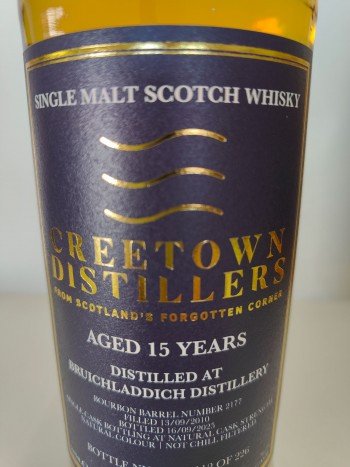 SINGLE MALT SCOTCH WHISKY
CREETOWN
DISTILLERS
FROM SCOTLAND'S FORGOTTEN CORNER
AGED 15 YEARS
DISTILLED AT
BRUICHLADDICH DISTILLERY
BOURBON BARREL NUMBER 2177
FILLED 13/09/2010
BOTTLED 16/09/2025
SINGLE CASK BOTTLING AT NATURAL CASK STRENGTH
NATURAL COLOUR | NOT CHILL FILTERED
BOTTLE OF 226